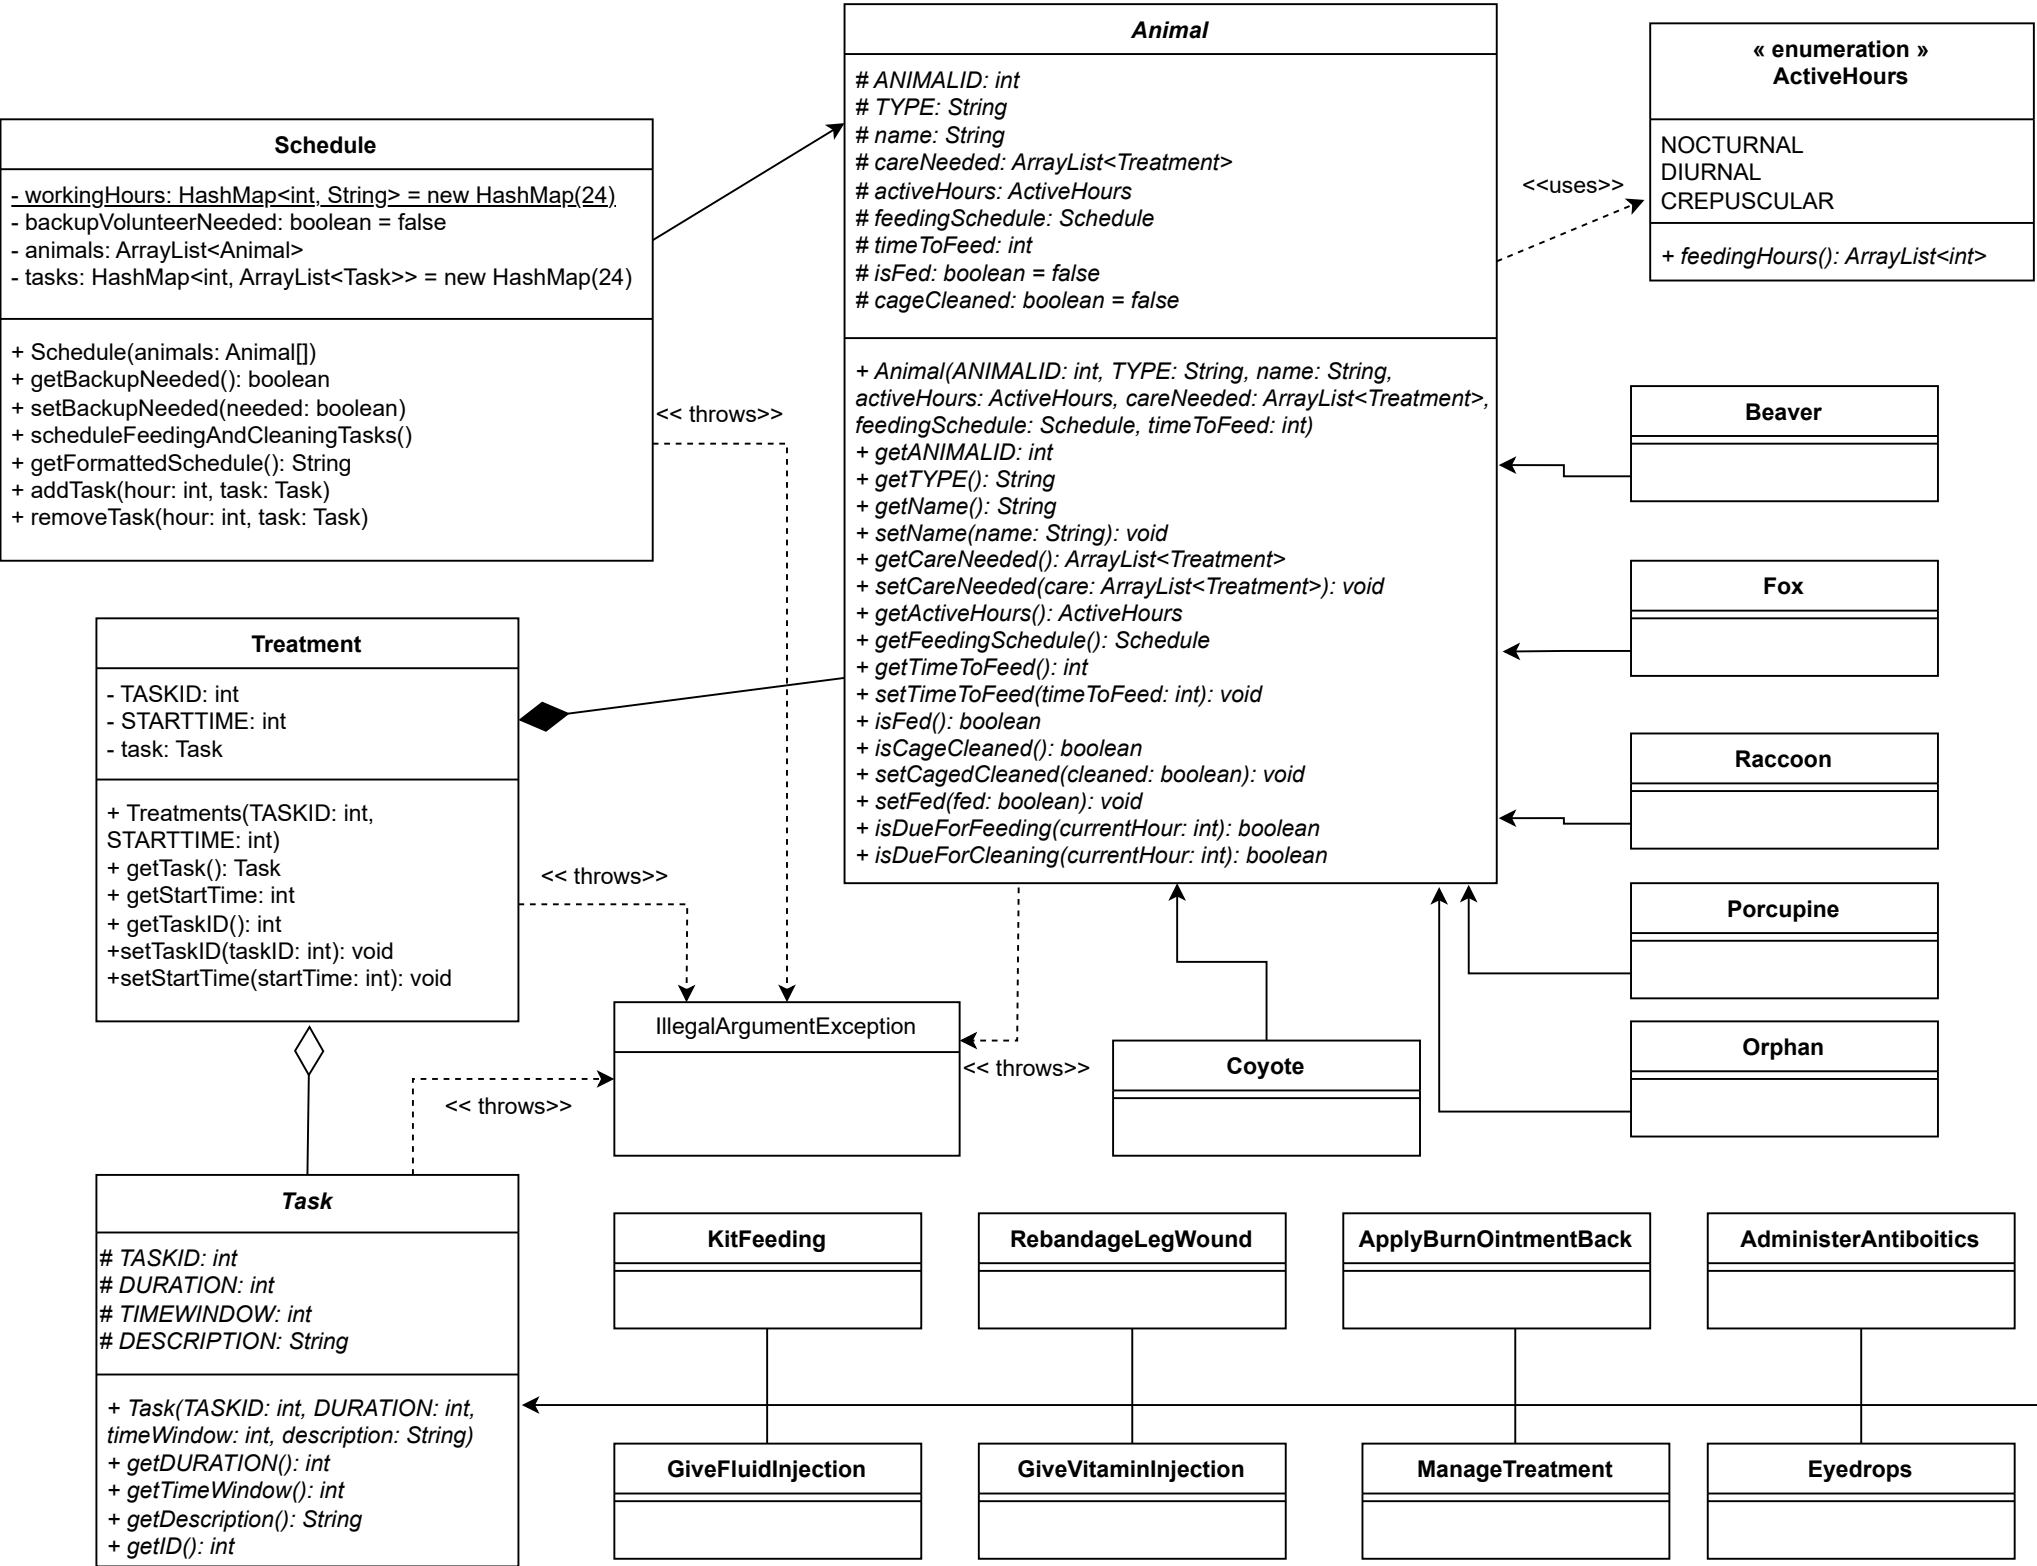 Schedule
- workingHours: HashMap<int, String> = new HashMap(24)
- backupVolunteerNeeded: boolean = false
- animals: ArrayList<Animal>
- tasks: HashMap<int, ArrayList<Task>> = new HashMap(24)
+ Schedule(animals: Animal[])
+ getBackupNeeded(): boolean
+ setBackupNeeded(needed: boolean)
+ scheduleFeedingAndCleaningTasks()
+ getFormattedSchedule(): String
+ addTask(hour: int, task: Task)
+ removeTask(hour: int, task: Task)
<< throws>>
Animal
# ANIMALID: int
# TYPE: String
# name: String
# careNeeded: ArrayList<Treatment>
# activeHours: ActiveHours
# feedingSchedule: Schedule
# timeToFeed: int
# isFed: boolean = false
# cageCleaned: boolean = false
+ Animal(ANIMALID: int, TYPE: String, name: String,
activeHours: ActiveHours, careNeeded: ArrayList<Treatment>,
feedingSchedule: Schedule, timeToFeed: int)
+ getANIMALID: int
+ getTYPE(): String
+ getName(): String
+ setName(name: String): void
+ getCareNeeded(): ArrayList<Treatment>
+ setCareNeeded(care: ArrayList<Treatment>): void
+ getActiveHours(): ActiveHours
+ getFeedingSchedule(): Schedule
+ getTimeToFeed(): int
+ setTimeToFeed(timeToFeed: int): void
+ isFed(): boolean
+ isCageCleaned(): boolean
+ setCagedCleaned(cleaned: boolean): void
+ setFed(fed: boolean): void
+ isDueForFeeding(currentHour: int): boolean
+ isDueForCleaning(currentHour: int): boolean
<<uses>>
« enumeration »
ActiveHours
NOCTURNAL
DIURNAL
CREPUSCULAR
+ feedingHours(): ArrayList<int>
Beaver
Fox
Raccoon
Porcupine
Orphan
Coyote
Treatment
- TASKID: int
- STARTTIME: int
- task: Task
+ Treatments(TASKID: int,
STARTTIME: int)
+ getTask(): Task
+ getStartTime: int
+ getTaskID(): int
+setTaskID(taskID: int): void
+setStartTime(startTime: int): void
<< throws>>
IllegalArgumentException
<< throws>>
<< throws>>
Task
# TASKID: int
# DURATION: int
# TIMEWINDOW: int
# DESCRIPTION: String
+ Task(TASKID: int, DURATION: int,
timeWindow: int, description: String)
+ getDURATION(): int
+ getTimeWindow(): int
+ getDescription(): String
+ getID(): int
KitFeeding
RebandageLegWound
ApplyBurnOintmentBack
AdministerAntiboitics
GiveFluidInjection
GiveVitaminInjection
ManageTreatment
Eyedrops